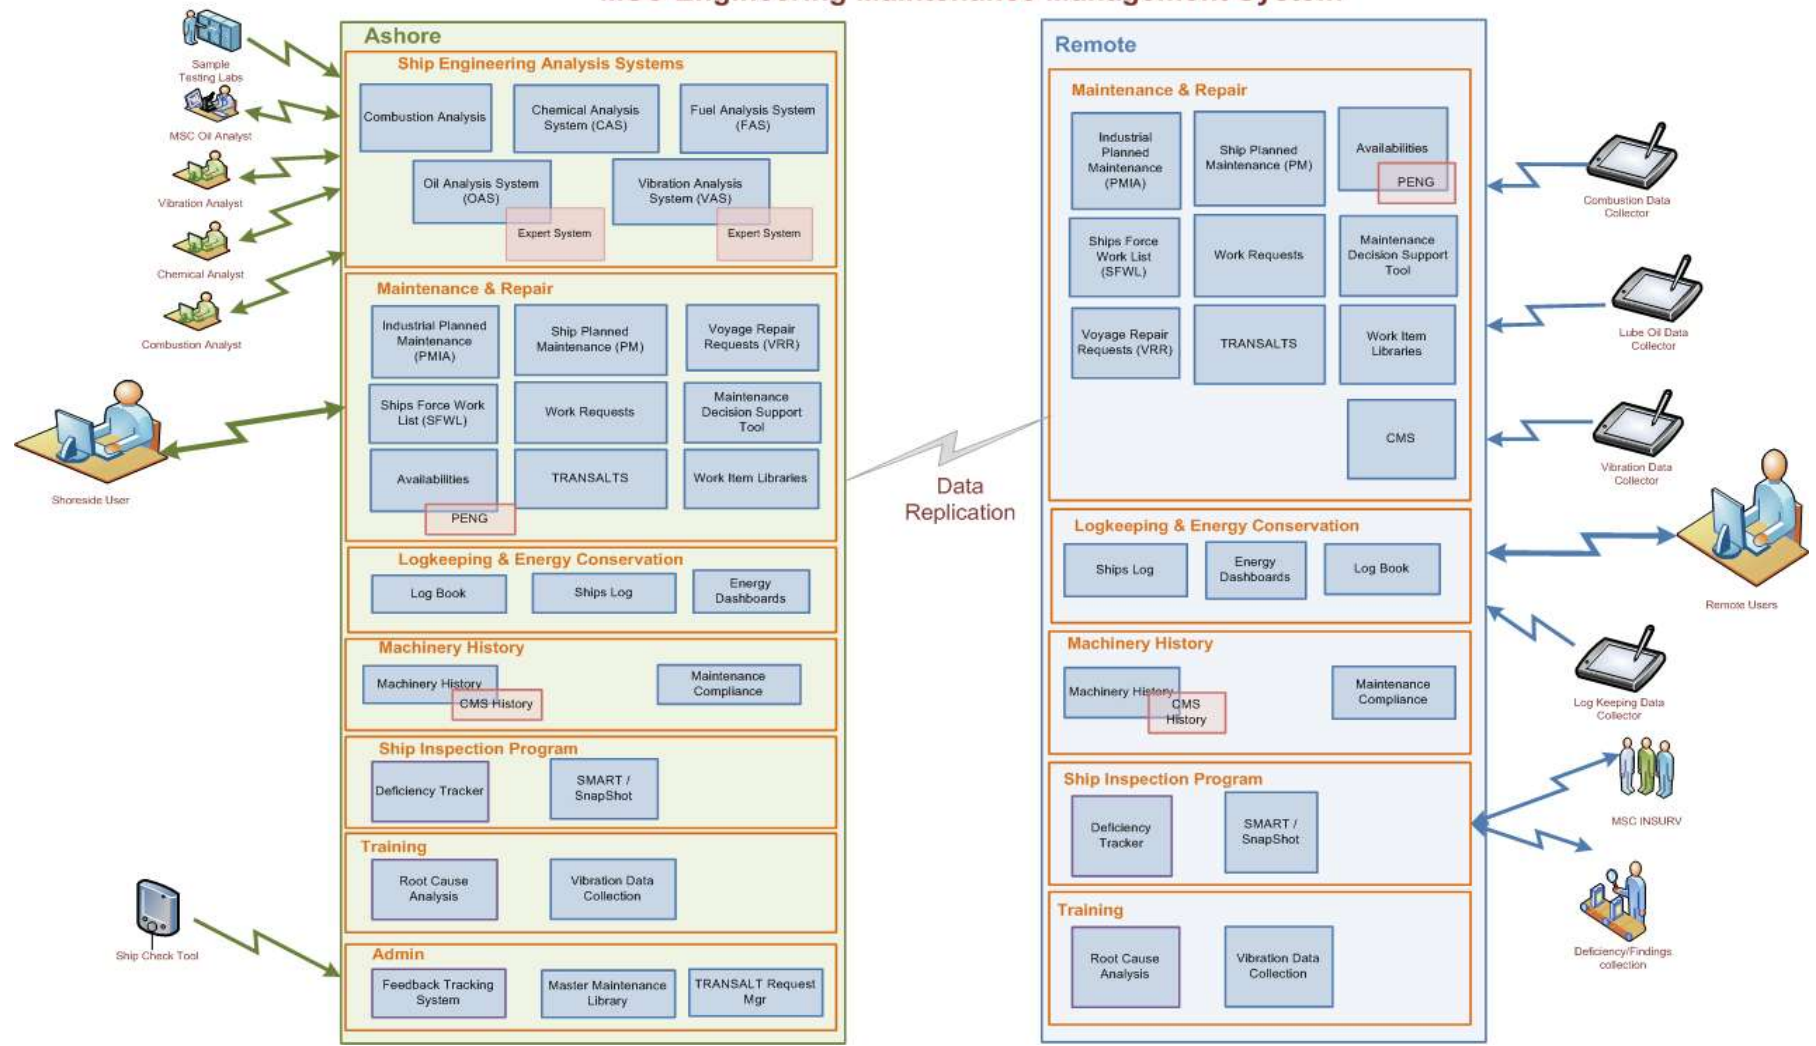 MSC Engineering Maintenance Management System
Ashore
Ship Engineering Analysis Systems
Combustion Analysis
Chemical Analysis
System (CAS)
Fuel Analysis System
(FAS)
Oil Analysis System
(OAS)
Expert System
Vibration Analysis
System (VAS)
Expert System
Maintenance & Repair
Industrial Planned
Maintenance
(PMIA)
Ship Planned
Maintenance (PM)
Voyage Repair
Requests (VRR)
Ships Force Work
List (SFWL)
Work Requests
Maintenance
Decision Support
Tool
Availabilities
PENG
TRANSALTS
Work Item Libraries
Logkeeping & Energy Conservation
Log Book
Ships Log
Energy
Dashboards
Machinery History
Machinery History
CMS History
Maintenance
Compliance
Ship Inspection Program
Deficiency Tracker
SMART /
SnapShot
Training
Root Cause
Analysis
Vibration Data
Collection
Admin
Feedback Tracking
System
Master Maintenance
Library
TRANSALT Request
Mgr
Sample
Testing Labs
MSC Oil Analyst
Vibration Analyst
Chemical Analyst
Combustion Analyst
Shoreside User
Ship Check Tool
Data
Replication
Remote
Maintenance & Repair
Industrial
Planned
Maintenance
(PMIA)
Ship Planned
Maintenance (PM)
Availabilities
PENG
Ships Force
Work List
(SFWL)
Work Requests
Maintenance
Decision Support
Tool
Voyage Repair
Requests (VRR)
TRANSALTS
Work Item
Libraries
CMS
Logkeeping & Energy Conservation
Ships Log
Energy
Dashboards
Log Book
Machinery History
Machinery History
CMS
History
Maintenance
Compliance
Ship Inspection Program
Deficiency
Tracker
SMART /
SnapShot
Training
Root Cause
Analysis
Vibration Data
Collection
Combustion Data
Collector
Lube Oil Data
Collector
Vibration Data
Collector
Remote Users
Log Keeping Data
Collector
MSC INSURV
Deficiency/Findings
collection